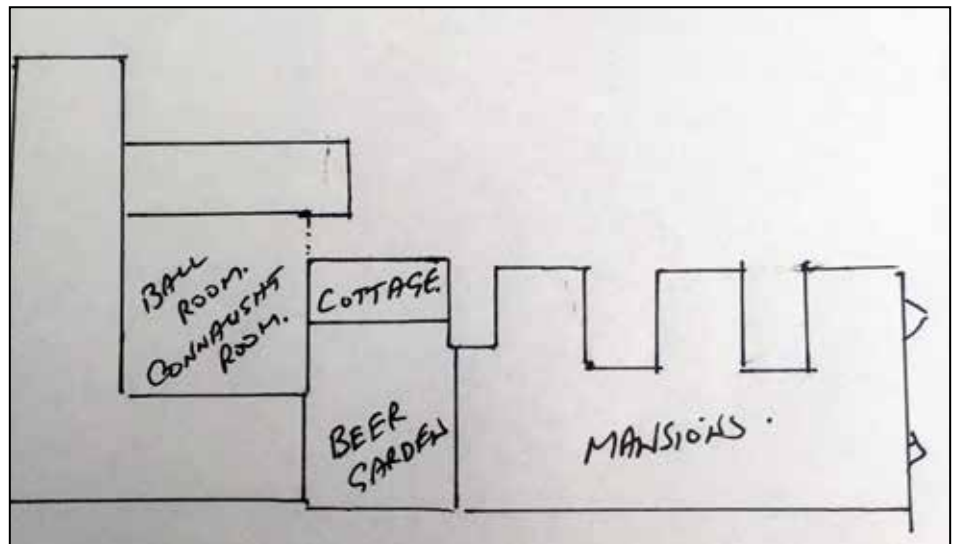 BALL
ROOM.
CONNAUGHT
ROOM.
COTTAGE
BEER
GARDEN
MANSIONS.